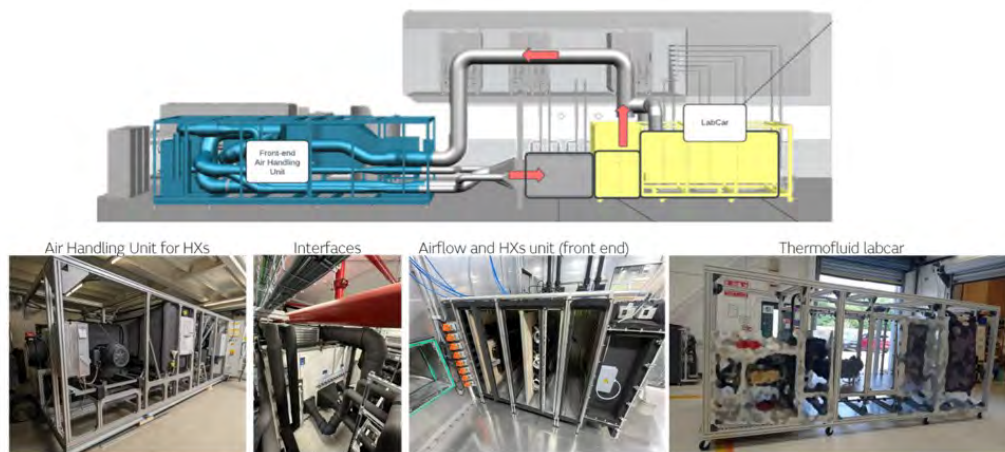 Front-end
Air Handling
Unit
LabCar
Air Handling Unit for HXs
Interfaces
Airflow and HXs unit (front end)
Thermofluid labcar